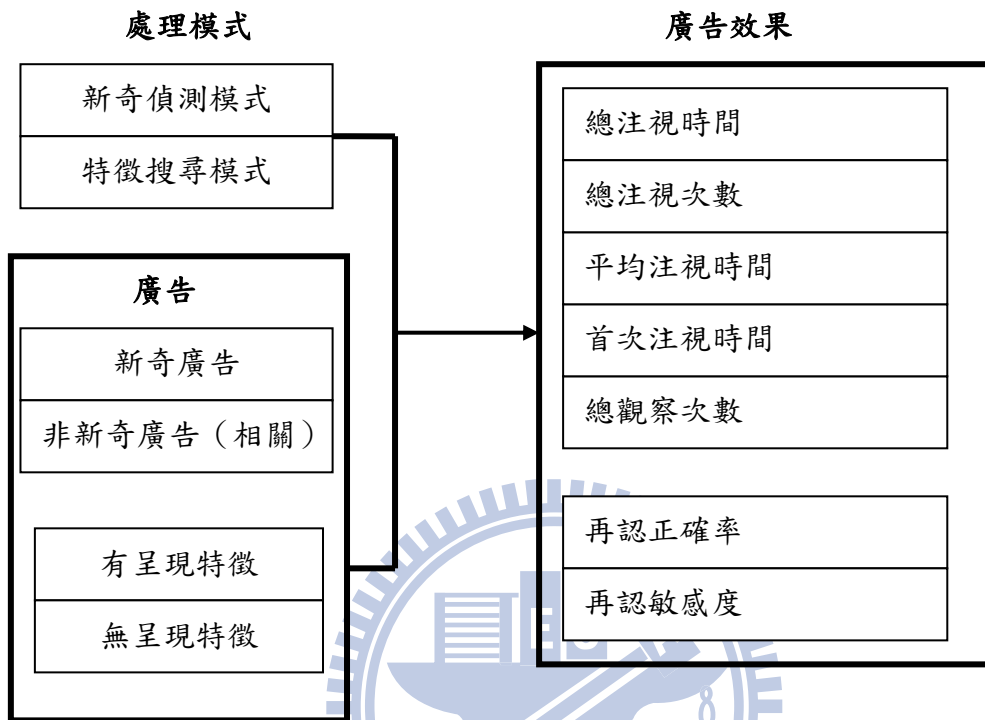 處理模式
新奇偵測模式
特徵搜尋模式
廣告
新奇廣告
非新奇廣告（相關）
有呈現特徵
無呈現特徵
廣告效果
總注視時間
總注視次數
平均注視時間
首次注視時間
總觀察次數
再認正確率
再認敏感度